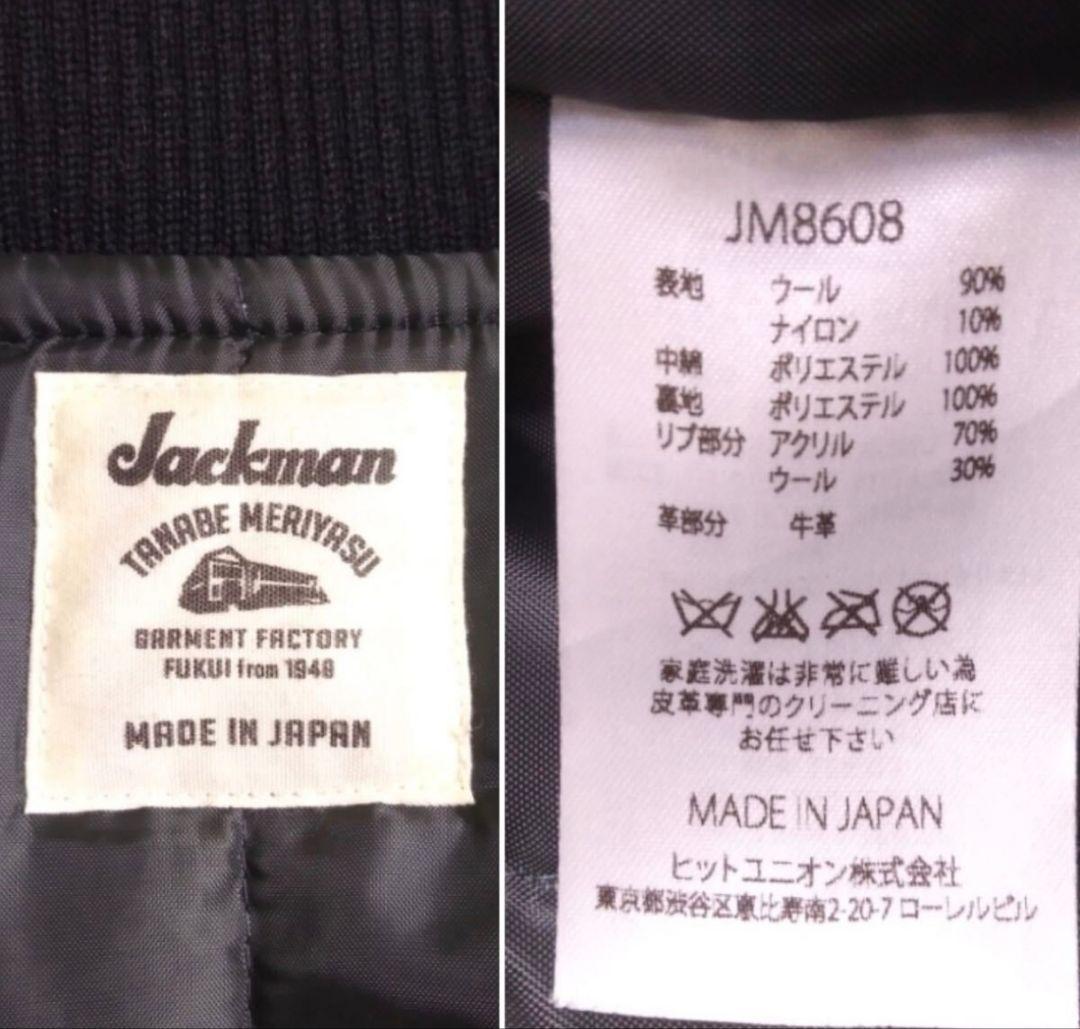 Jackman
TANABE MERIYASU
GARMENT FACTORY
FUKUI from 1948
MADE IN JAPAN
JM8608
表地 ウール 90%
ナイロン 10%
中綿 ポリエステル 100%
裏地 ポリエステル 100%
リブ部分 アクリル 70%
ウール 30%
革部分 牛革
家庭洗濯は非常に難しい為
皮革専門のクリーニング店に
お任せ下さい
MADE IN JAPAN
ヒットユニオン株式会社
東京都渋谷区恵比寿南2-20-7 ローレルビル